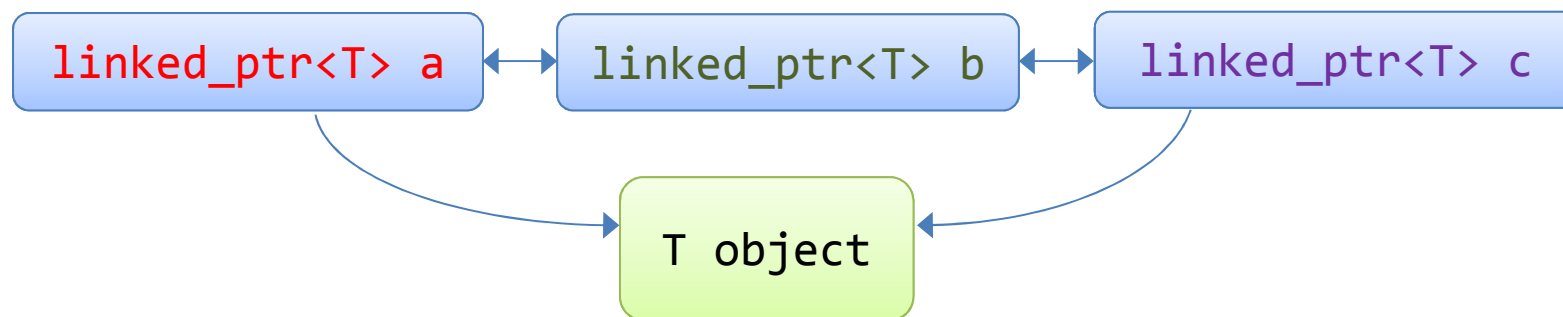 linked_ptr<T> a
linked_ptr<T> b
linked_ptr<T> c
T object